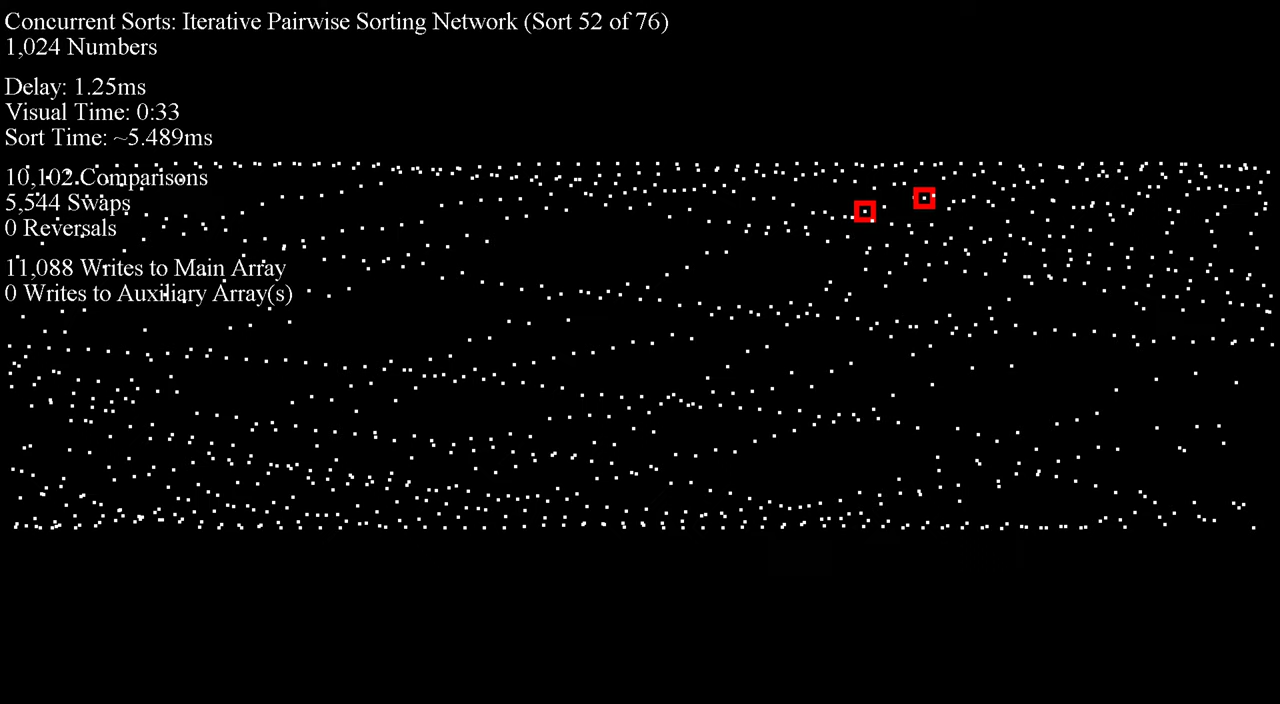 Concurrent Sorts: Iterative Pairwise Sorting Network (Sort 52 of 76)
1,024 Numbers
Delay: 1.25ms
Visual Time: 0:33
Sort Time: ~5.489ms
10,102 Comparisons
5,544 Swaps
0 Reversals
11,088 Writes to Main Array
0 Writes to Auxiliary Array(s)